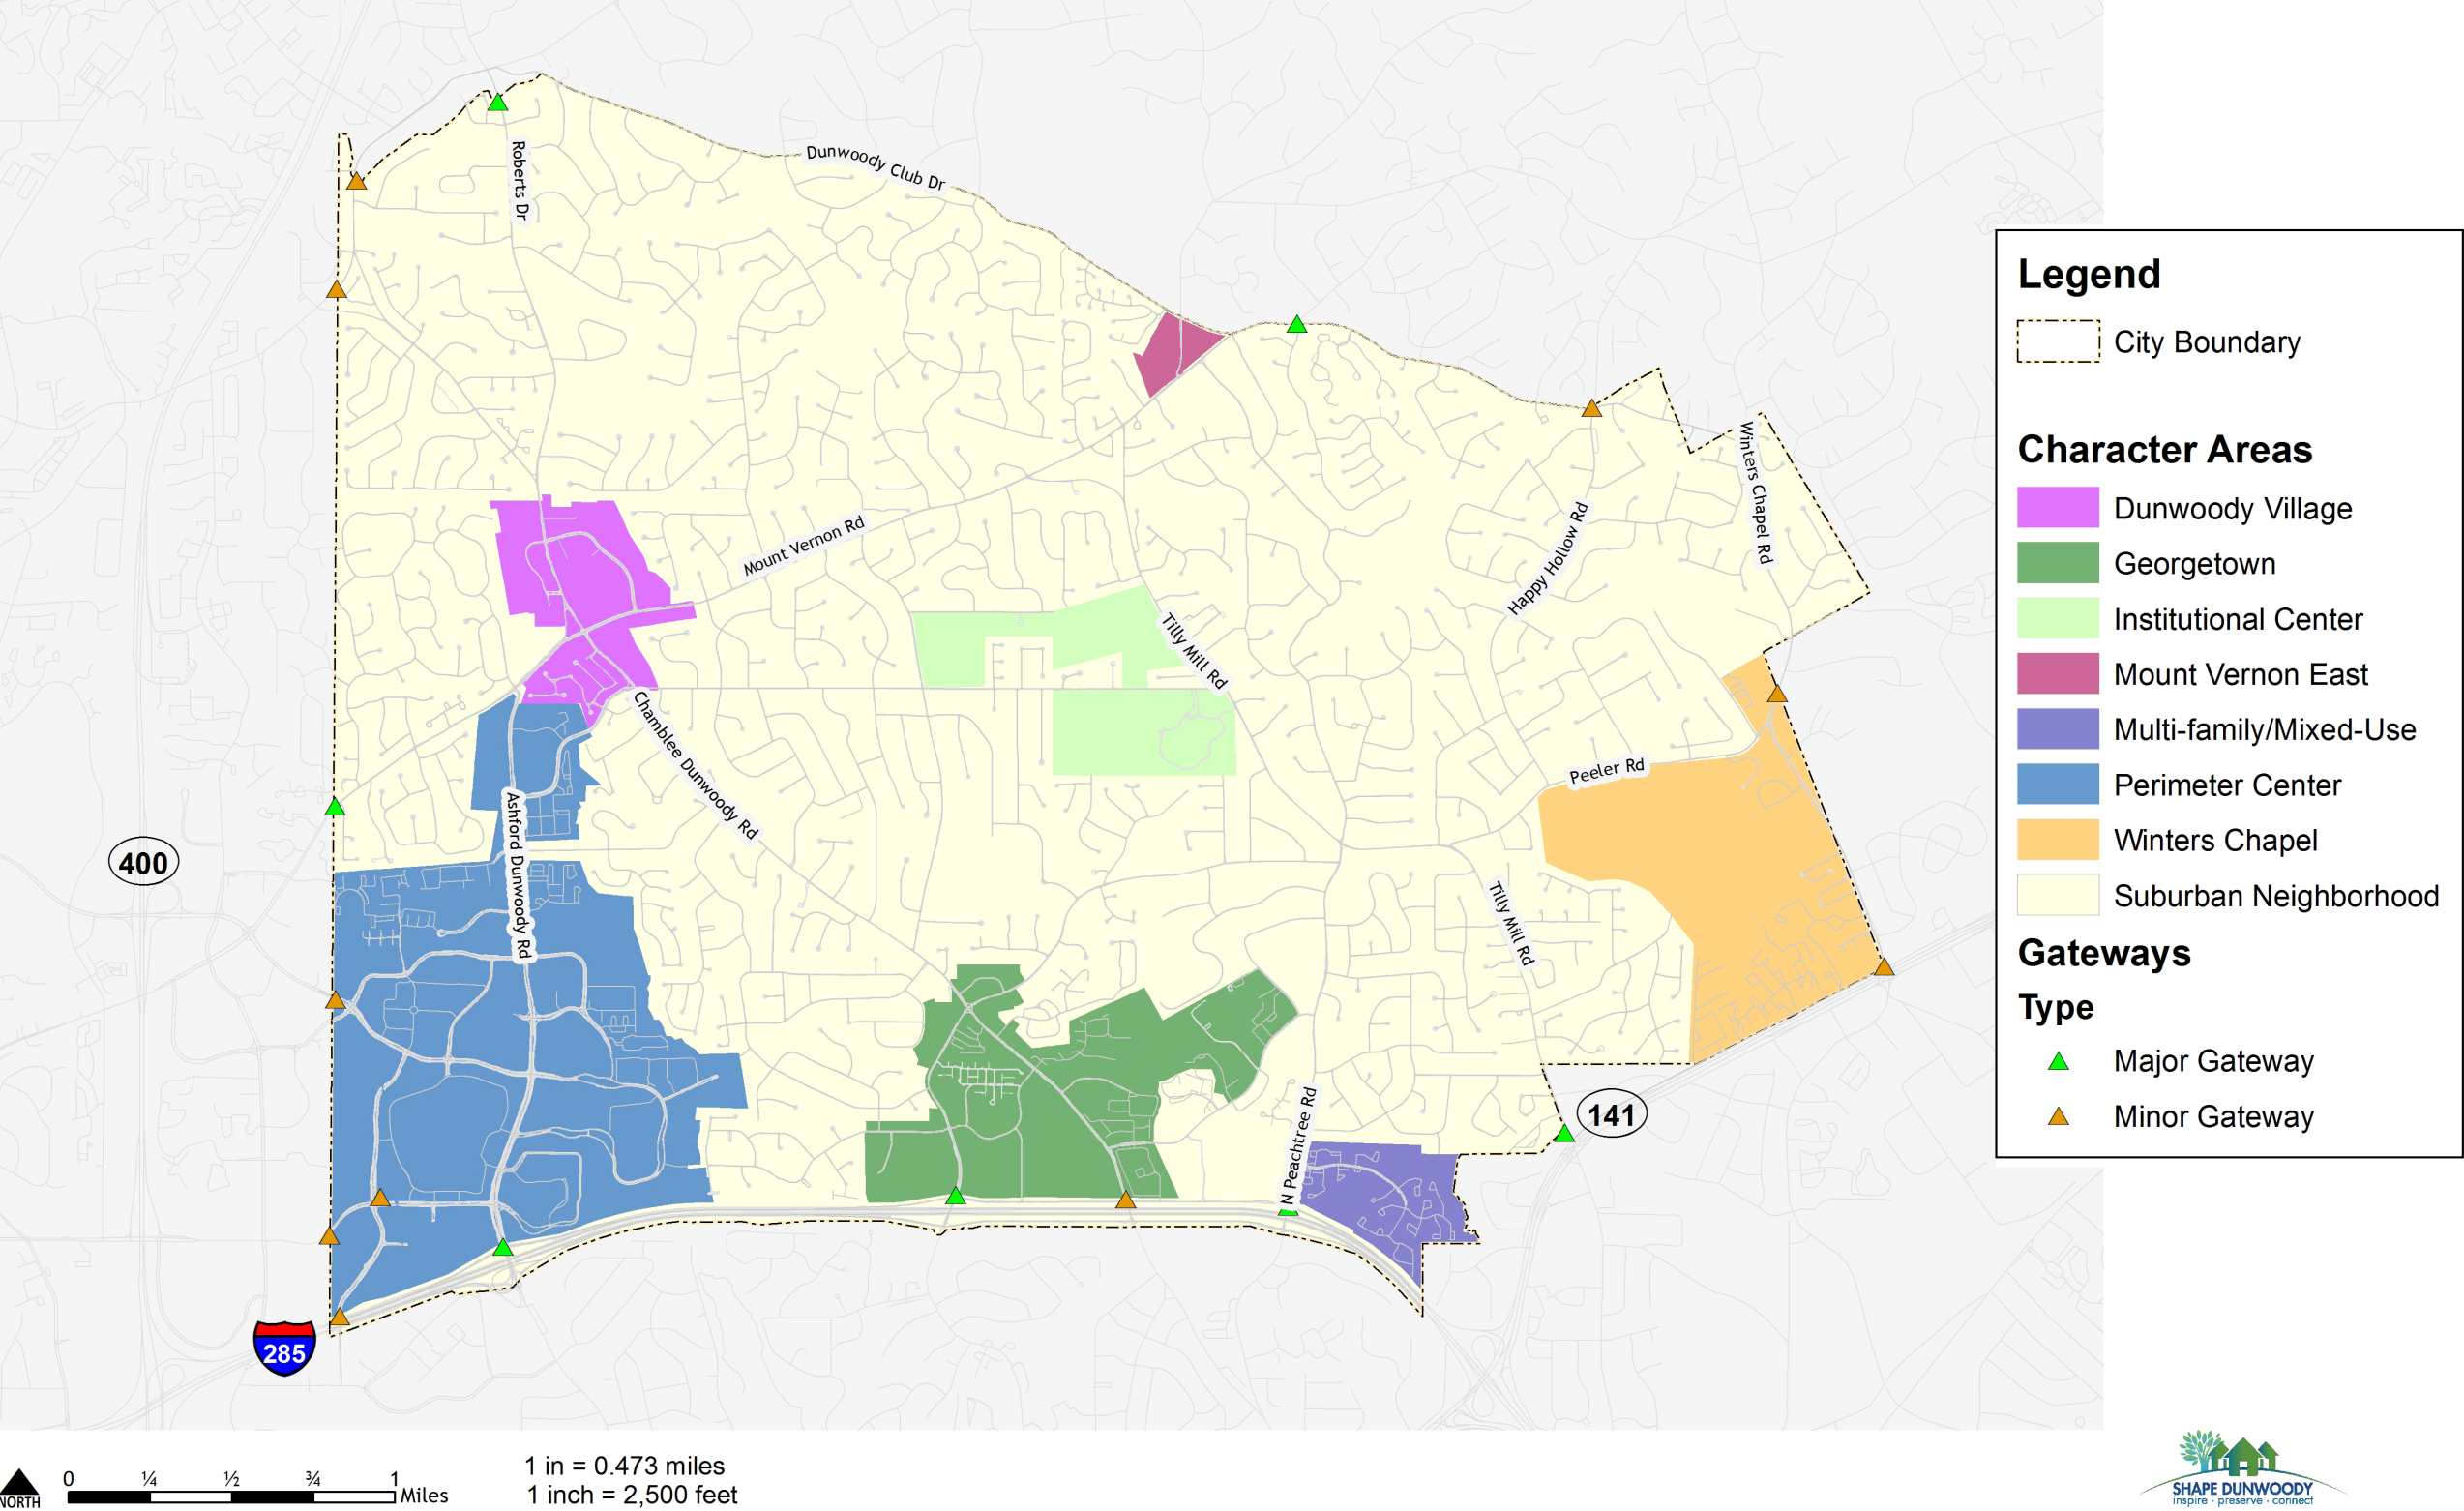 Roberts Dr
Dunwoody Club Dr
Winters Chapel Rd
Mount Vernon Rd
Happy Hollow Rd
Tilly Mill Rd
Chamblee Dunwoody Rd
Peeler Rd
Ashford Dunwoody Rd
400
Tilly Mill Rd
N Peachtree Rd
141
285
Legend
City Boundary
Character Areas
Dunwoody Village
Georgetown
Institutional Center
Mount Vernon East
Multi-family/Mixed-Use
Perimeter Center
Winters Chapel
Suburban Neighborhood
Gateways
Type
Major Gateway
Minor Gateway
NORTH
0 ¼ ½ ¾ 1
Miles
1 in = 0.473 miles
1 inch = 2,500 feet
SHAPE DUNWOODY
inspire · preserve · connect